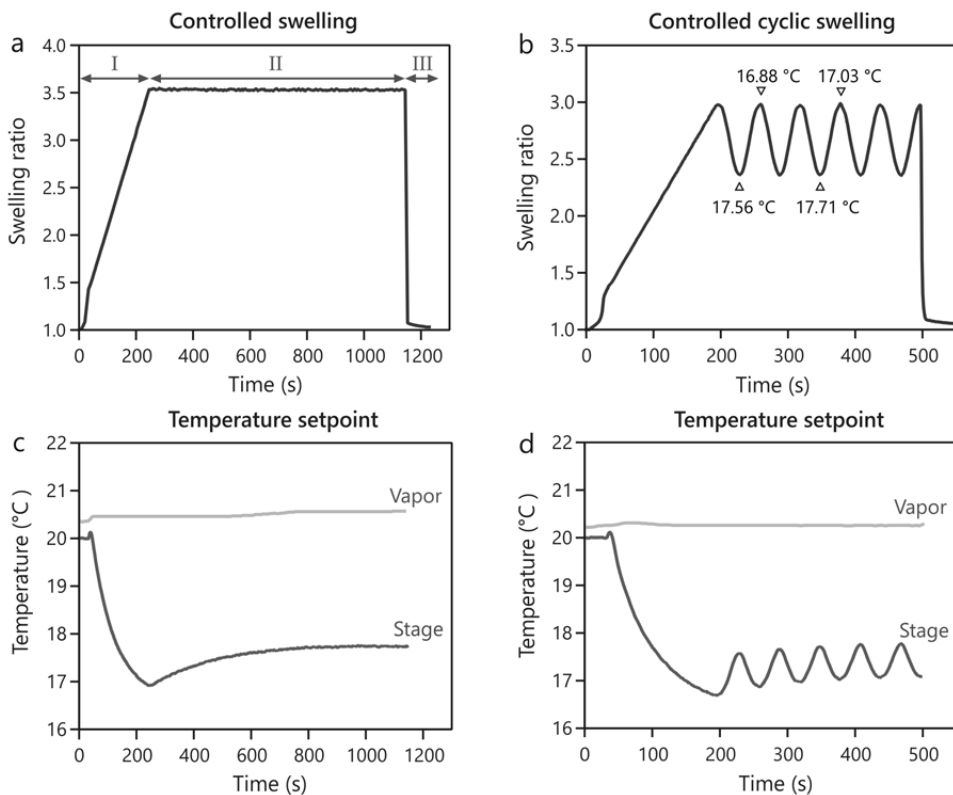 a
Controlled swelling
4.0
3.5
3.0
2.5
2.0
1.5
1.0
Swelling ratio
I
II
III
0 200 400 600 800 1000 1200
Time (s)
b
Controlled cyclic swelling
3.5
3.0
2.5
2.0
1.5
1.0
Swelling ratio
16.88 °C
17.03 °C
17.56 °C
17.71 °C
0 100 200 300 400 500
Time (s)
c
Temperature setpoint
22
21
20
19
18
17
16
Temperature (°C)
Vapor
Stage
0 200 400 600 800 1000 1200
Time (s)
d
Temperature setpoint
22
21
20
19
18
17
16
Temperature (°C)
Vapor
Stage
0 100 200 300 400 500
Time (s)